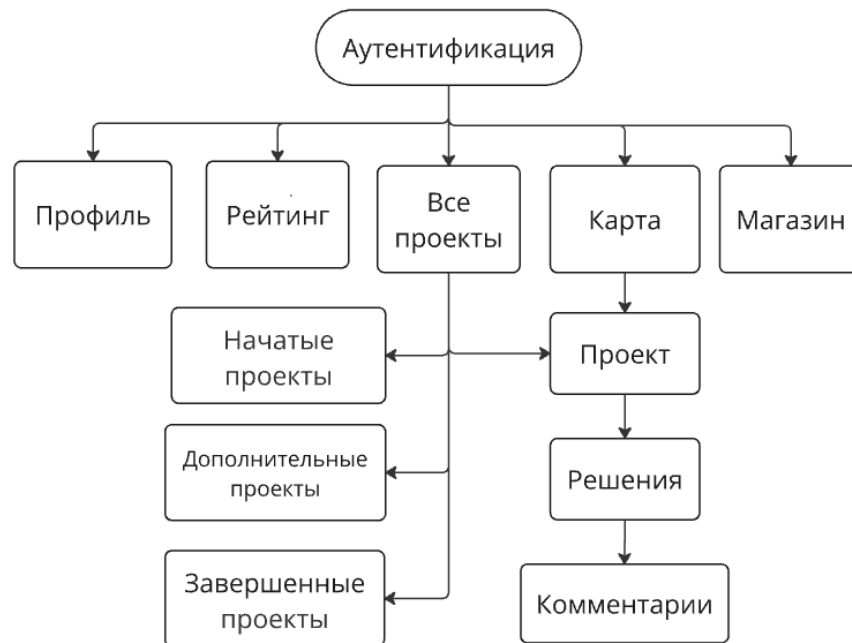 Аутентификация
Профиль
Рейтинг
Все
проекты
Карта
Магазин
Начатые
проекты
Проект
Дополнительные
проекты
Решения
Завершенные
проекты
Комментарии